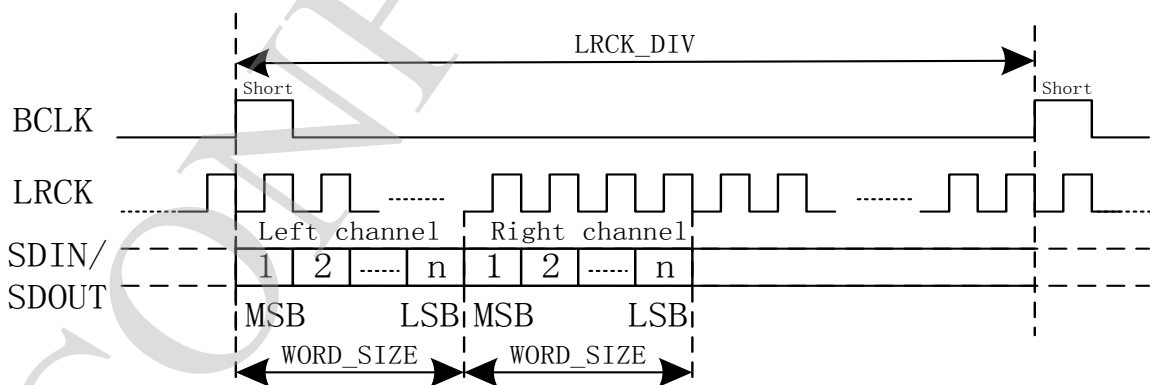 LRCK_DIV
Short Short
BCLK
LRCK
Left channel Right channel
SDIN/ 1 2 n 1 2 n
SDOUT
MSB LSB MSB LSB
WORD_SIZE WORD_SIZE